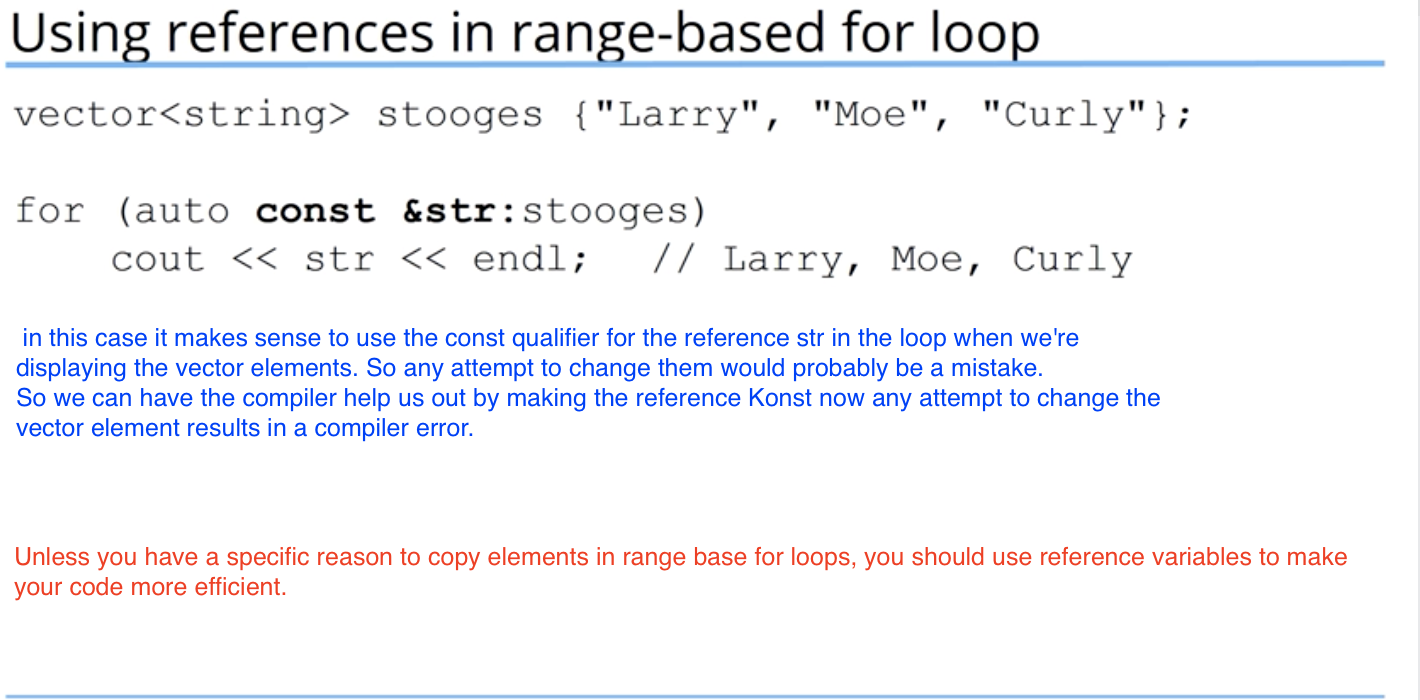 Using references in range-based for loop
vector<string> stooges {"Larry", "Moe", "Curly"};
for (auto const &str:stooges)
cout << str << endl; // Larry, Moe, Curly
in this case it makes sense to use the const qualifier for the reference str in the loop when we're
displaying the vector elements. So any attempt to change them would probably be a mistake.
So we can have the compiler help us out by making the reference Konst now any attempt to change the
vector element results in a compiler error.
Unless you have a specific reason to copy elements in range base for loops, you should use reference variables to make
your code more efficient.